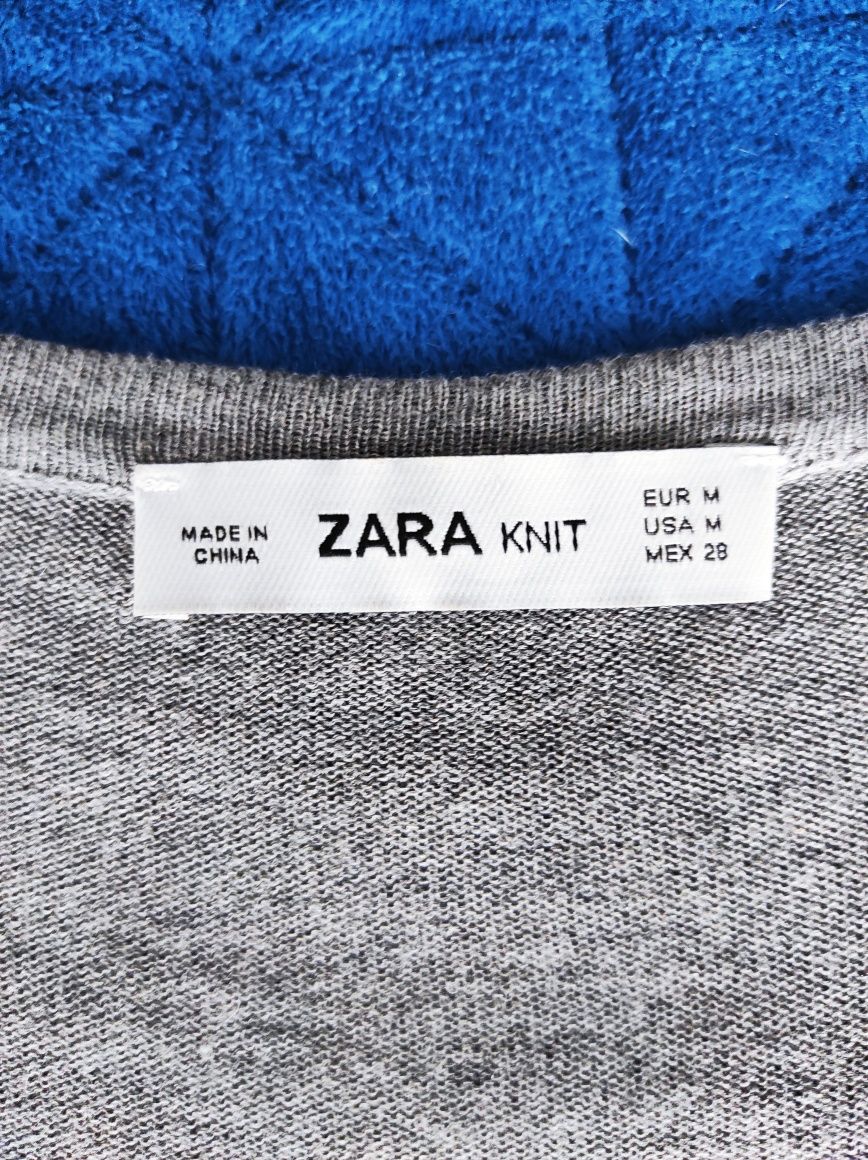 MADE IN
CHINA
ZARA KNIT
EUR M
USA M
MEX 28